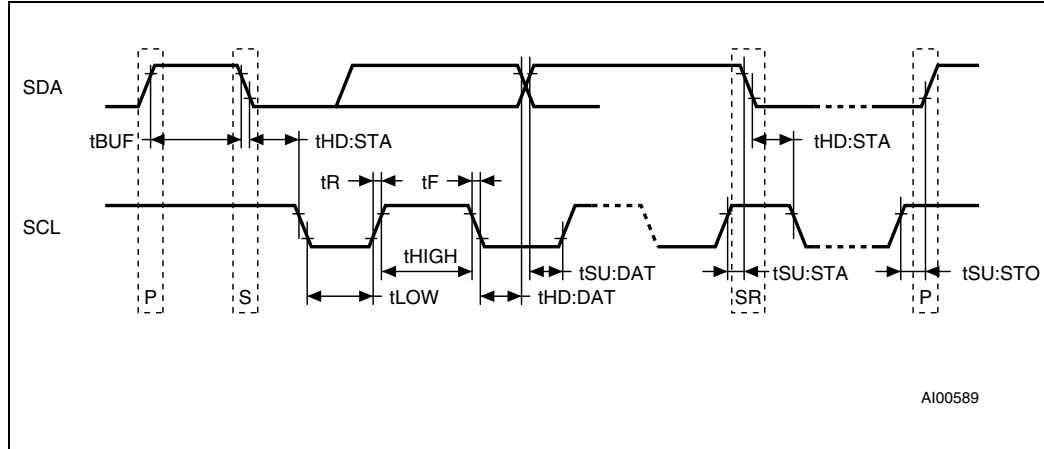 SDA
tBUF
tHD:STA
tHD:STA
tR
tF
SCL
tHIGH
tSU:DAT
tSU:STA
tSU:STO
tLOW
tHD:DAT
P
S
SR
P
AI00589